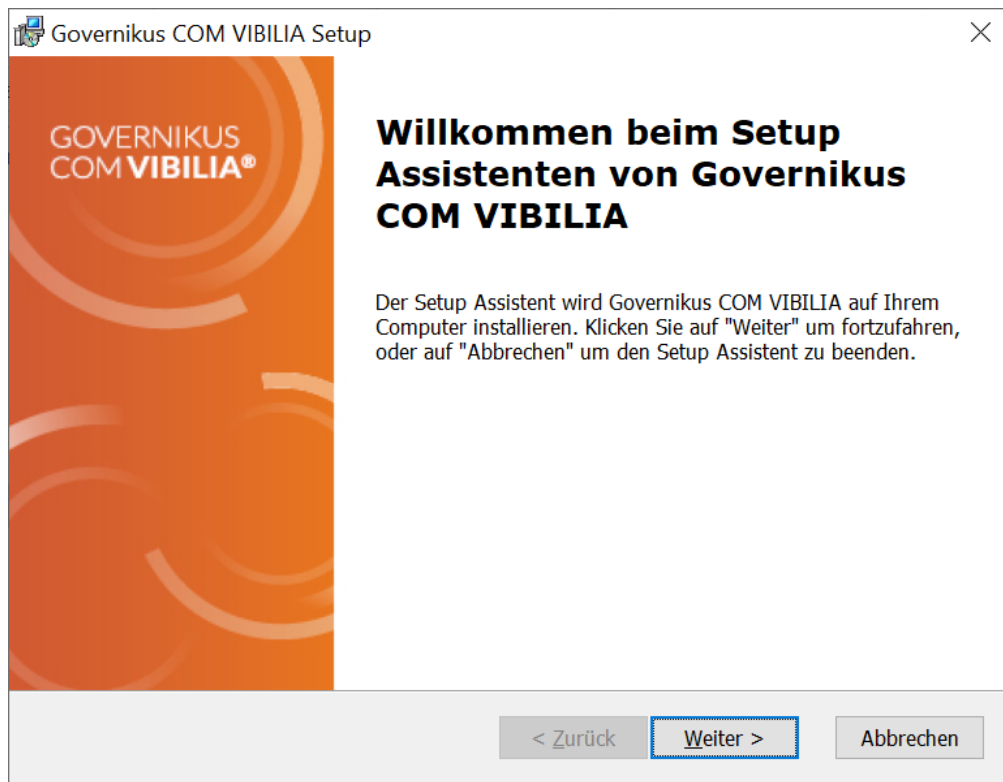 Governikus COM VIBILIA Setup
GOVERNIKUS
COM VIBILIA®
Willkommen beim Setup
Assistenten von Governikus
COM VIBILIA
Der Setup Assistent wird Governikus COM VIBILIA auf Ihrem
Computer installieren. Klicken Sie auf "Weiter" um fortzufahren,
oder auf "Abbrechen" um den Setup Assistent zu beenden.
< Zurück Weiter > Abbrechen